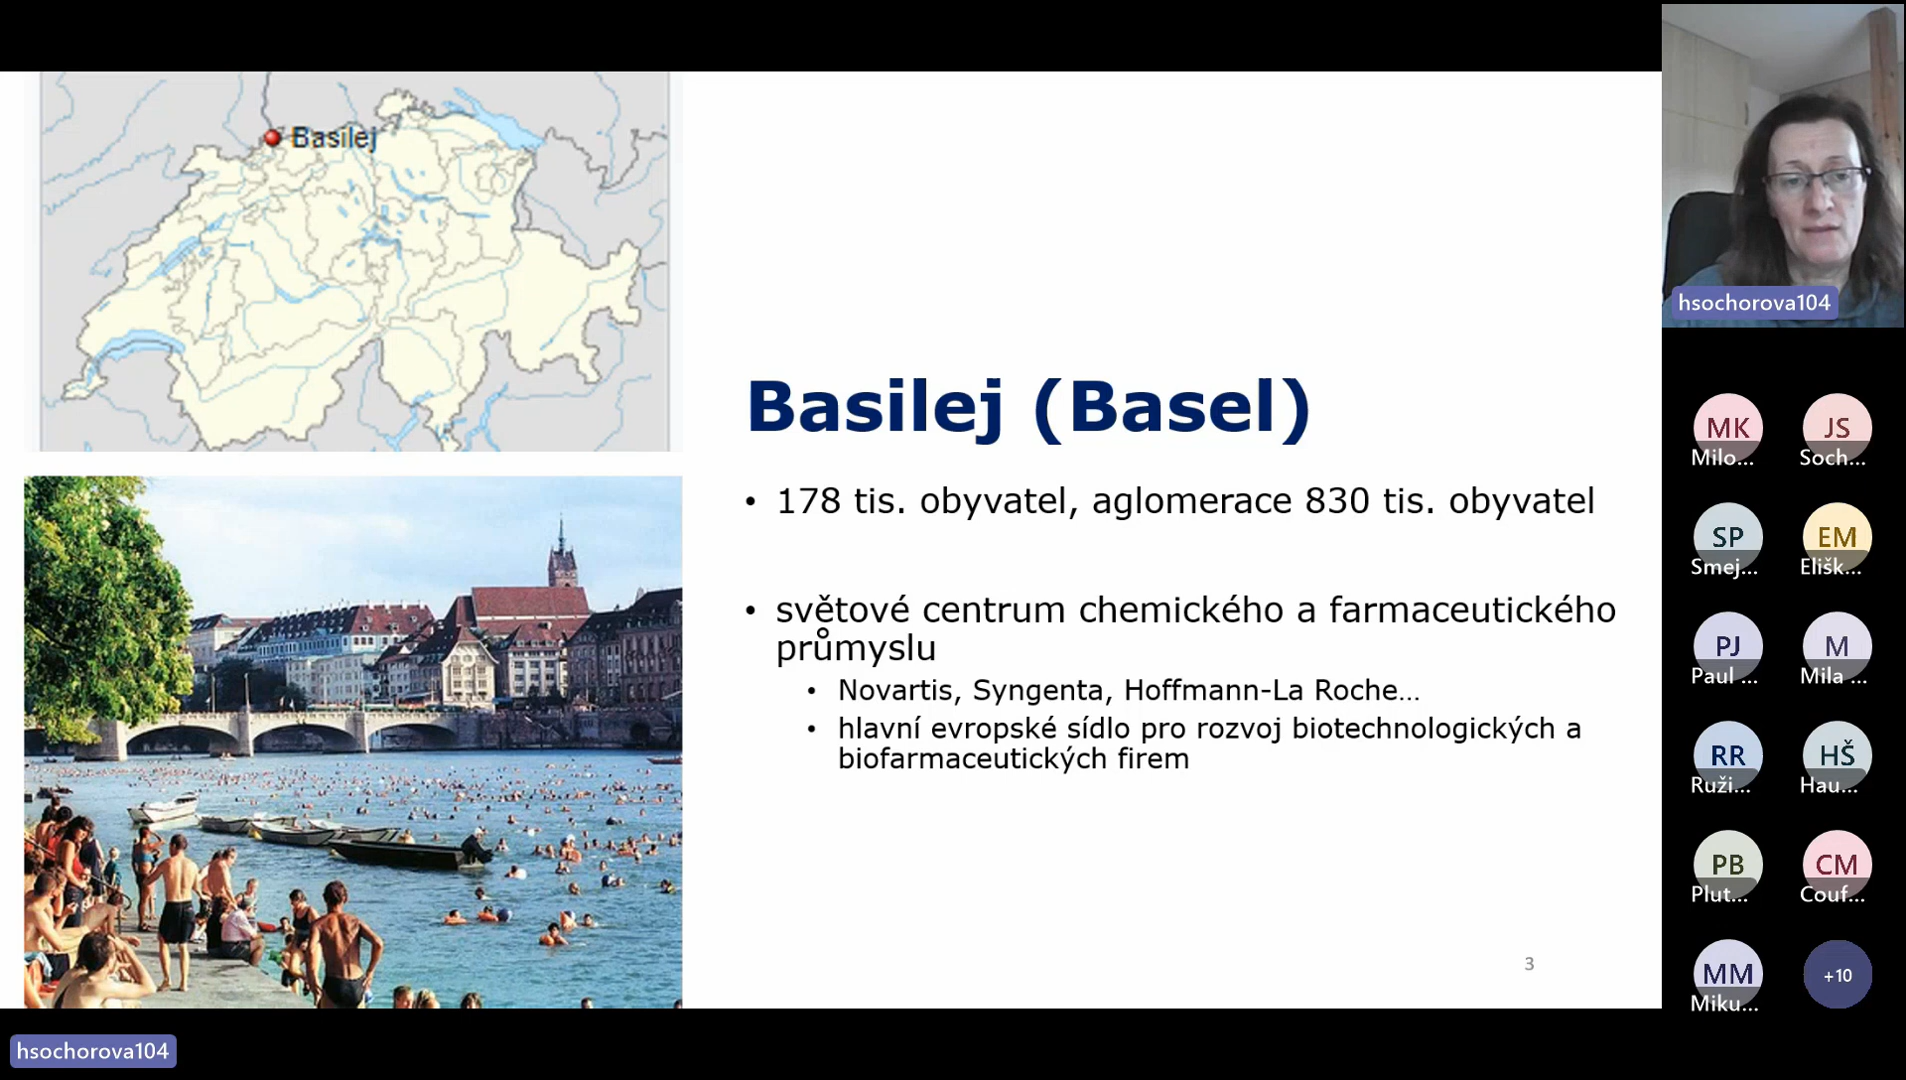 Basilej
Basilej (Basel)
• 178 tis. obyvatel, aglomerace 830 tis. obyvatel
• světové centrum chemického a farmaceutického
průmyslu
• Novartis, Syngenta, Hoffmann-La Roche...
• hlavní evropské sídlo pro rozvoj biotechnologických a
biofarmaceutických firem
3
hsochorova104
MK
Milo...
JS
Soch...
SP
Smej...
EM
Elišk...
PJ
Paul ...
M
Mila ...
RR
Ruži...
HŠ
Hau...
PB
Plut...
CM
Couf...
MM
Miku...
+10
hsochorova104